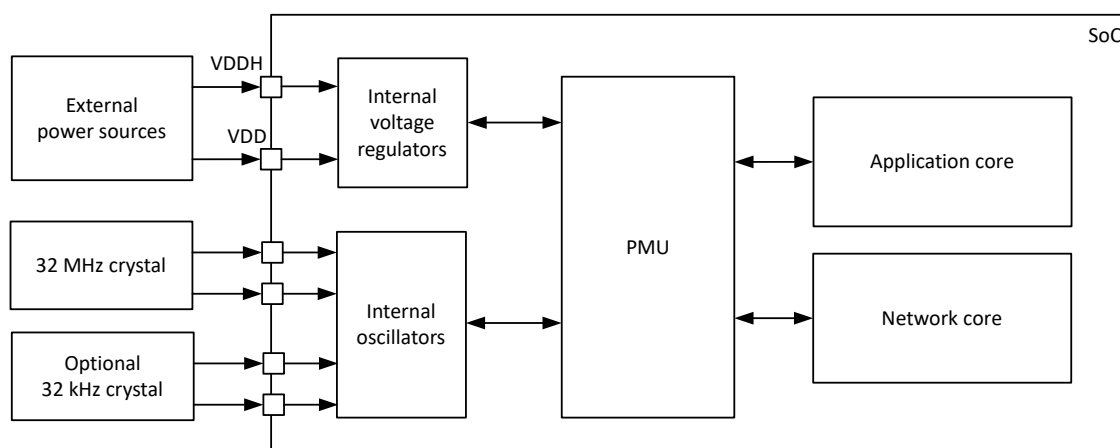 SoC
VDDH
External
power sources
VDD
Internal
voltage
regulators
Application core
32 MHz crystal
PMU
Internal
oscillators
Network core
Optional
32 kHz crystal